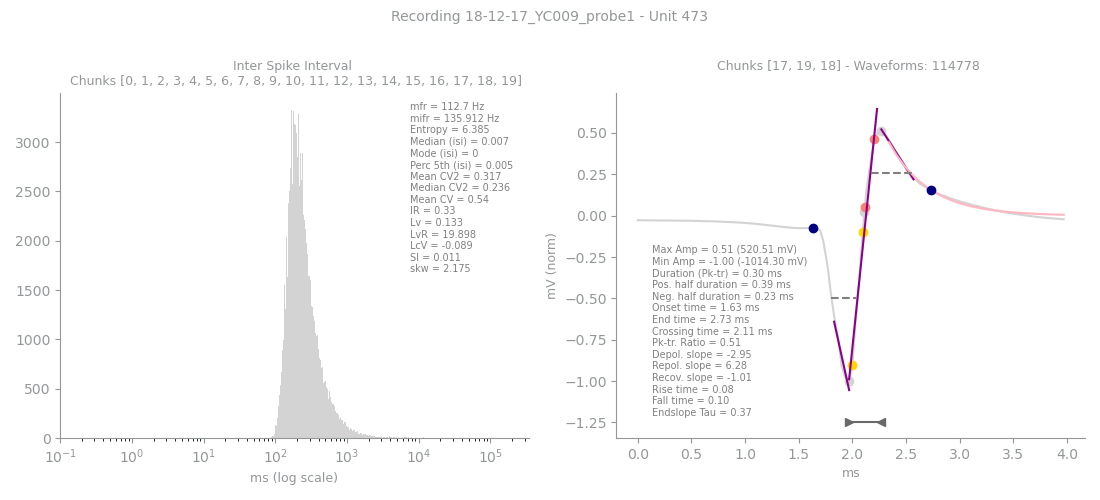 Recording 18-12-17_YC009_probe1 - Unit 473
Inter Spike Interval
Chunks [0, 1, 2, 3, 4, 5, 6, 7, 8, 9, 10, 11, 12, 13, 14, 15, 16, 17, 18, 19]
mfr = 112.7 Hz
mifr = 135.912 Hz
Entropy = 6.385
Median (isi) = 0.007
Mode (isi) = 0
Perc 5th (isi) = 0.005
Mean CV2 = 0.317
Median CV2 = 0.236
Mean CV = 0.54
IR = 0.33
Lv = 0.133
LvR = 19.898
LcV = -0.089
SI = 0.011
skw = 2.175
3000
2500
2000
1500
1000
500
0
10⁻¹ 10⁰ 10¹ 10² 10³ 10⁴ 10⁵
ms (log scale)
Chunks [17, 19, 18] - Waveforms: 114778
mV (norm)
0.50
0.25
0.00
−0.25
−0.50
−0.75
−1.00
−1.25
Max Amp = 0.51 (520.51 mV)
Min Amp = -1.00 (-1014.30 mV)
Duration (Pk-tr) = 0.30 ms
Pos. half duration = 0.39 ms
Neg. half duration = 0.23 ms
Onset time = 1.63 ms
End time = 2.73 ms
Crossing time = 2.11 ms
Pk-tr. Ratio = 0.51
Depol. slope = -2.95
Repol. slope = 6.28
Recov. slope = -1.01
Rise time = 0.08
Fall time = 0.10
Endslope Tau = 0.37
0.0 0.5 1.0 1.5 2.0 2.5 3.0 3.5 4.0
ms